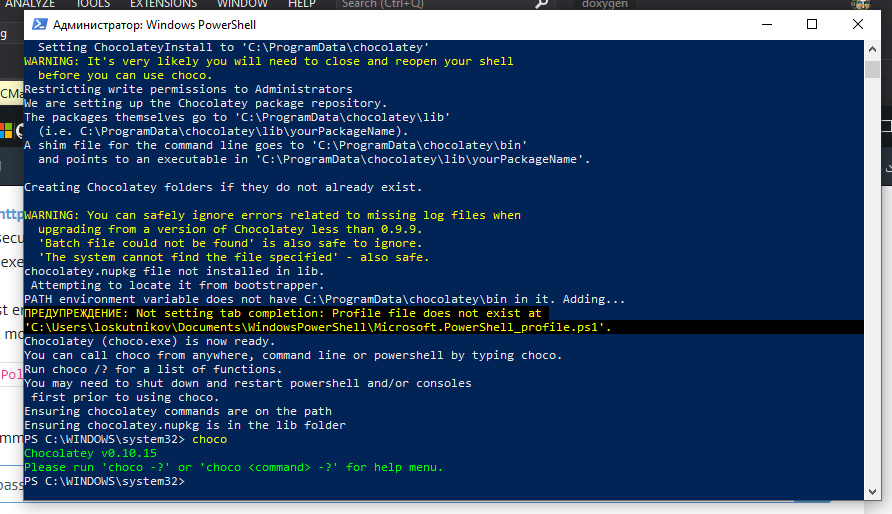 ANALYZE TOOLS EXTENSIONS WINDOW HELP Search (Ctrl+Q) doxygen
Администратор: Windows PowerShell
Setting ChocolateyInstall to 'C:\ProgramData\chocolatey'
WARNING: It's very likely you will need to close and reopen your shell
before you can use choco.
Restricting write permissions to Administrators
We are setting up the Chocolatey package repository.
The packages themselves go to 'C:\ProgramData\chocolatey\lib'
(i.e. C:\ProgramData\chocolatey\lib\yourPackageName).
A shim file for the command line goes to 'C:\ProgramData\chocolatey\bin'
and points to an executable in 'C:\ProgramData\chocolatey\lib\yourPackageName'.
Creating Chocolatey folders if they do not already exist.
WARNING: You can safely ignore errors related to missing log files when
upgrading from a version of Chocolatey less than 0.9.9.
'Batch file could not be found' is also safe to ignore.
'The system cannot find the file specified' - also safe.
chocolatey.nupkg file not installed in lib.
Attempting to locate it from bootstrapper.
PATH environment variable does not have C:\ProgramData\chocolatey\bin in it. Adding...
ПРЕДУПРЕЖДЕНИЕ: Not setting tab completion: Profile file does not exist at
'C:\Users\loskutnikov\Documents\WindowsPowerShell\Microsoft.PowerShell_profile.ps1'.
Chocolatey (choco.exe) is now ready.
You can call choco from anywhere, command line or powershell by typing choco.
Run choco /? for a list of functions.
You may need to shut down and restart powershell and/or consoles
first prior to using choco.
Ensuring chocolatey commands are on the path
Ensuring chocolatey.nupkg is in the lib folder
PS C:\WINDOWS\system32> choco
Chocolatey v0.10.15
Please run 'choco -?' or 'choco <command> -?' for help menu.
PS C:\WINDOWS\system32>